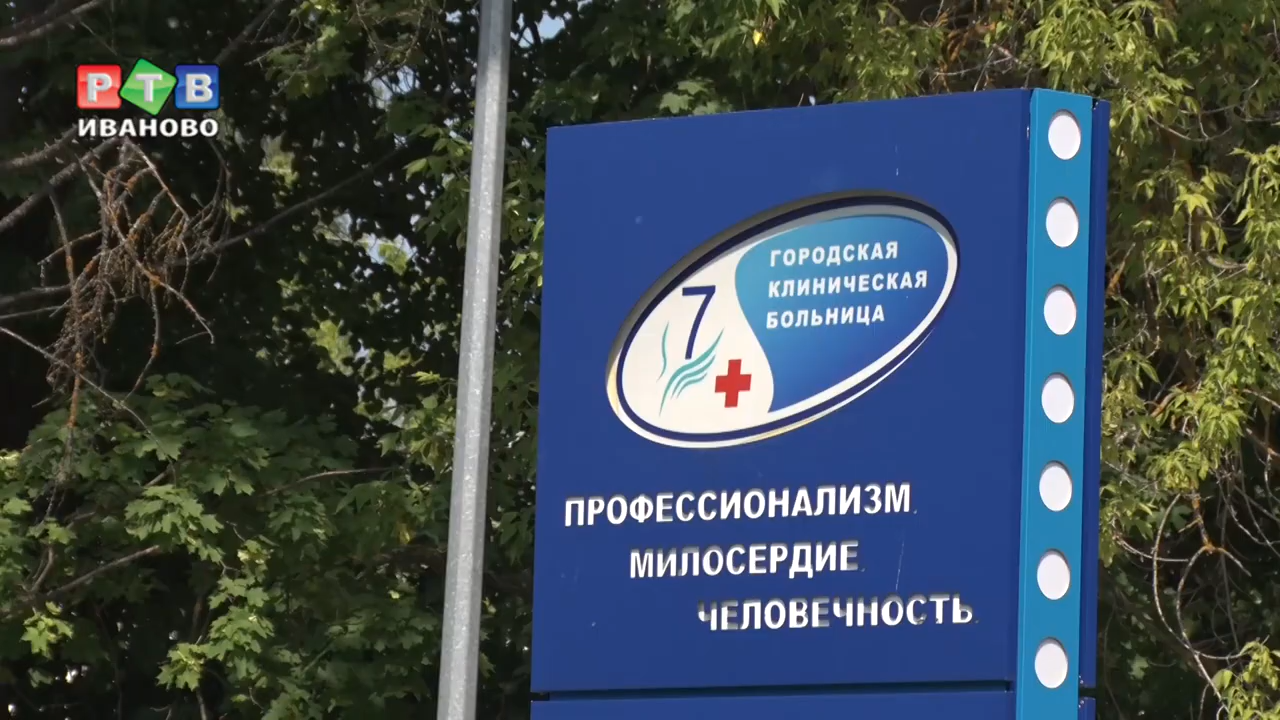 РТВ
ИВАНОВО
ГОРОДСКАЯ
КЛИНИЧЕСКАЯ
БОЛЬНИЦА
7
ПРОФЕССИОНАЛИЗМ
МИЛОСЕРДИЕ
ЧЕЛОВЕЧНОСТЬ